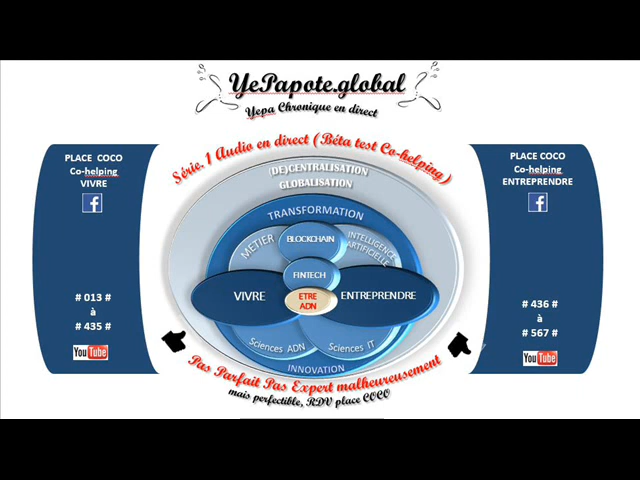 YePapote.global
Yepa Chronique en direct
Série, 1 Audio en direct (Béta test Co-helping)
PLACE COCO
Co-helping
VIVRE
# 013 #
à
# 435 #
YouTube
(DE)CENTRALISATION
GLOBALISATION
TRANSFORMATION
METIER
BLOCKCHAIN
INTELLIGENCE
ARTIFICIELLE
FINTECH
VIVRE
ETRE
ADN
ENTREPRENDRE
Sciences ADN
Sciences IT
INNOVATION
Pas Parfait Pas Expert malheureusement
mais perfectible, RDV place COCO
PLACE COCO
Co-helping
ENTREPRENDRE
# 436 #
à
# 567 #
YouTube